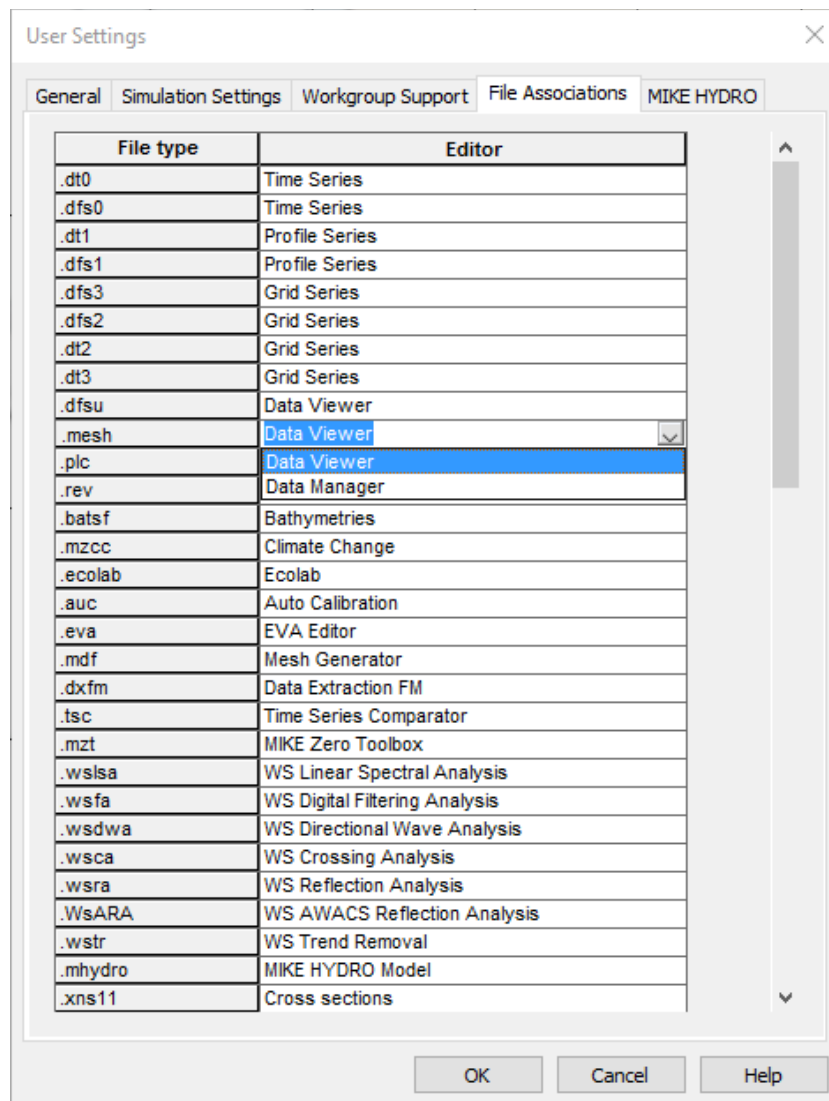 User Settings
General Simulation Settings Workgroup Support File Associations MIKE HYDRO
File type Editor
.dt0 Time Series
.dfs0 Time Series
.dt1 Profile Series
.dfs1 Profile Series
.dfs3 Grid Series
.dfs2 Grid Series
.dt2 Grid Series
.dt3 Grid Series
.dfsu Data Viewer
.mesh Data Viewer
.plc Data Viewer
.rev Data Manager
.batsf Bathymetries
.mzcc Climate Change
.ecolab Ecolab
.auc Auto Calibration
.eva EVA Editor
.mdf Mesh Generator
.dxfm Data Extraction FM
.tsc Time Series Comparator
.mzt MIKE Zero Toolbox
.wslsa WS Linear Spectral Analysis
.wsfa WS Digital Filtering Analysis
.wsdwa WS Directional Wave Analysis
.wsca WS Crossing Analysis
.wsra WS Reflection Analysis
.WsARA WS AWACS Reflection Analysis
.wstr WS Trend Removal
.mhydro MIKE HYDRO Model
.xns11 Cross sections
OK Cancel Help